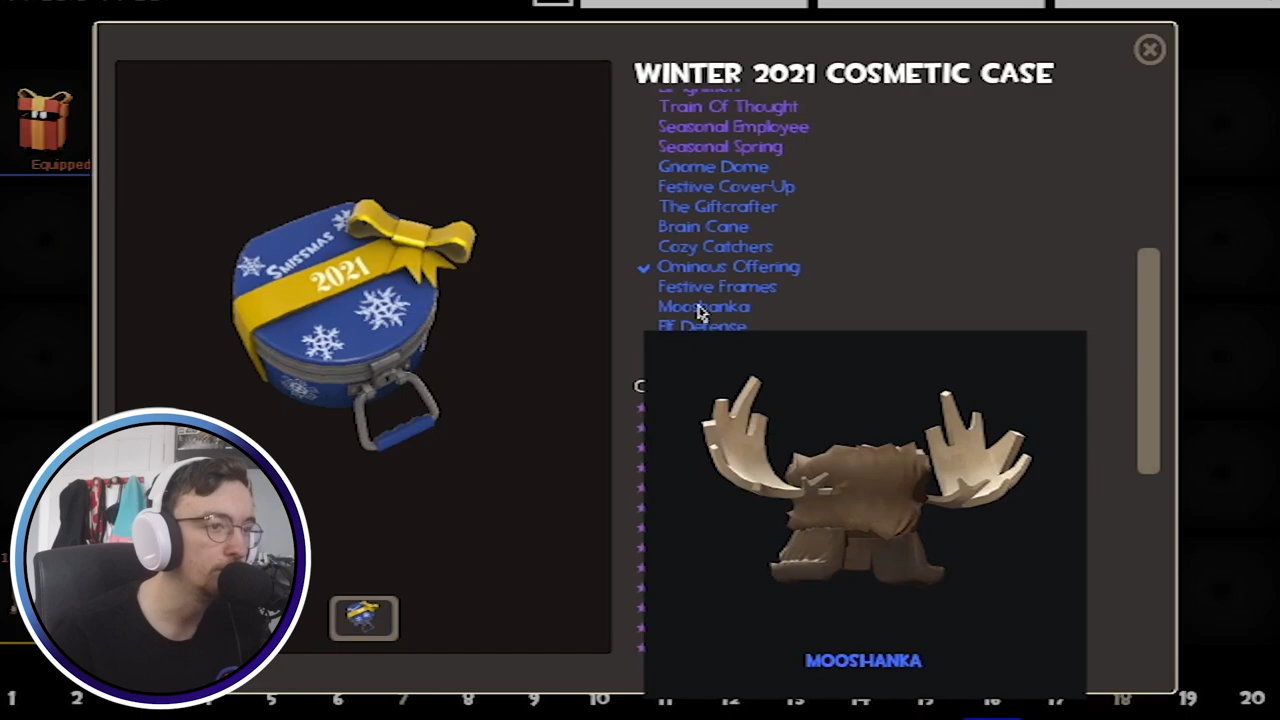 WINTER 2021 COSMETIC CASE
Train Of Thought
Seasonal Employee
Seasonal Spring
Gnome Dome
Festive Cover-Up
The Giftcrafter
Brain Cane
Cozy Catchers
Ominous Offering
Festive Frames
Mooshanka
Elf Defense
Equipped
SMISSMAS
2021
MOOSHANKA
1 2 5 6 7 8 9 10 11 12 13 14 15 16 17 18 19 20